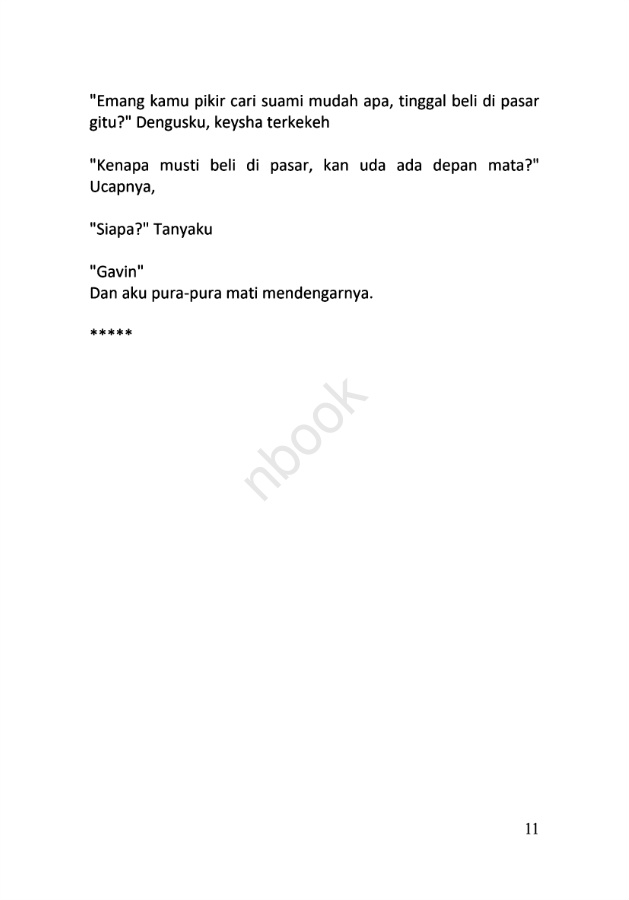 "Emang kamu pikir cari suami mudah apa, tinggal beli di pasar
gitu?" Dengusku, keysha terkekeh
"Kenapa musti beli di pasar, kan uda ada depan mata?"
Ucapnya,
"Siapa?" Tanyaku
"Gavin"
Dan aku pura-pura mati mendengarnya.
*****
nbook
11